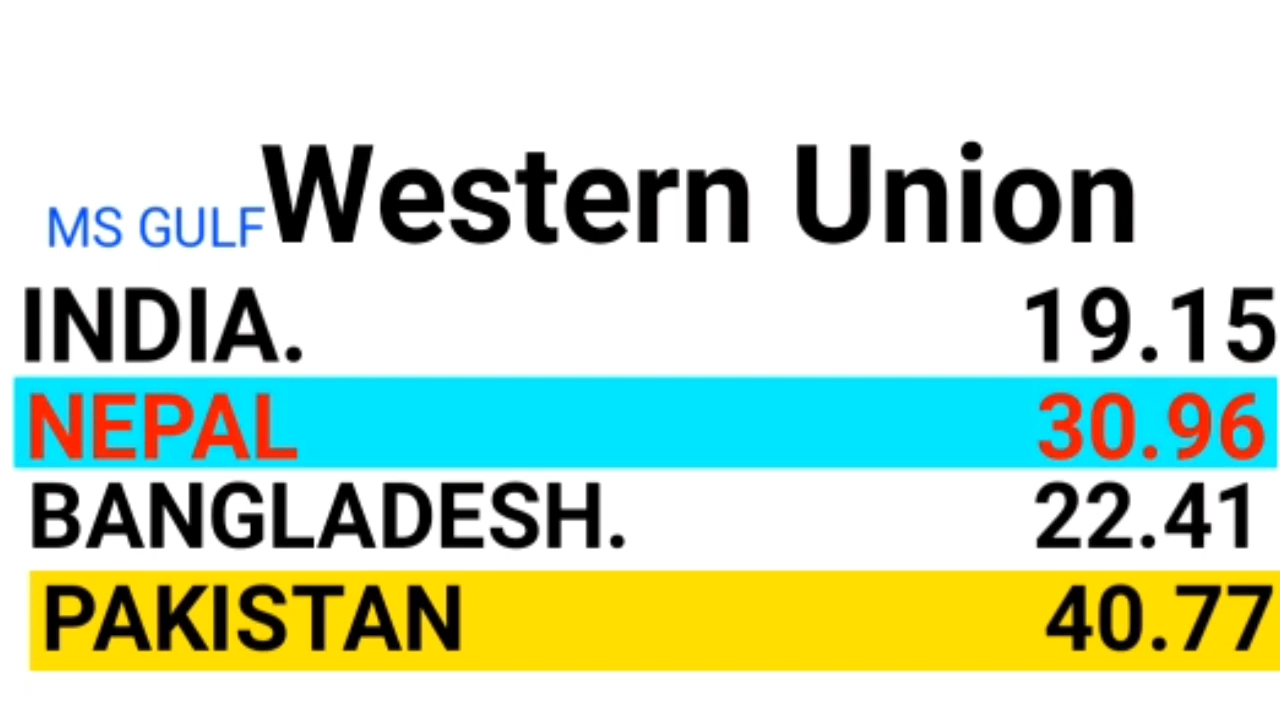 MS GULF Western Union
INDIA. 19.15
NEPAL 30.96
BANGLADESH. 22.41
PAKISTAN 40.77